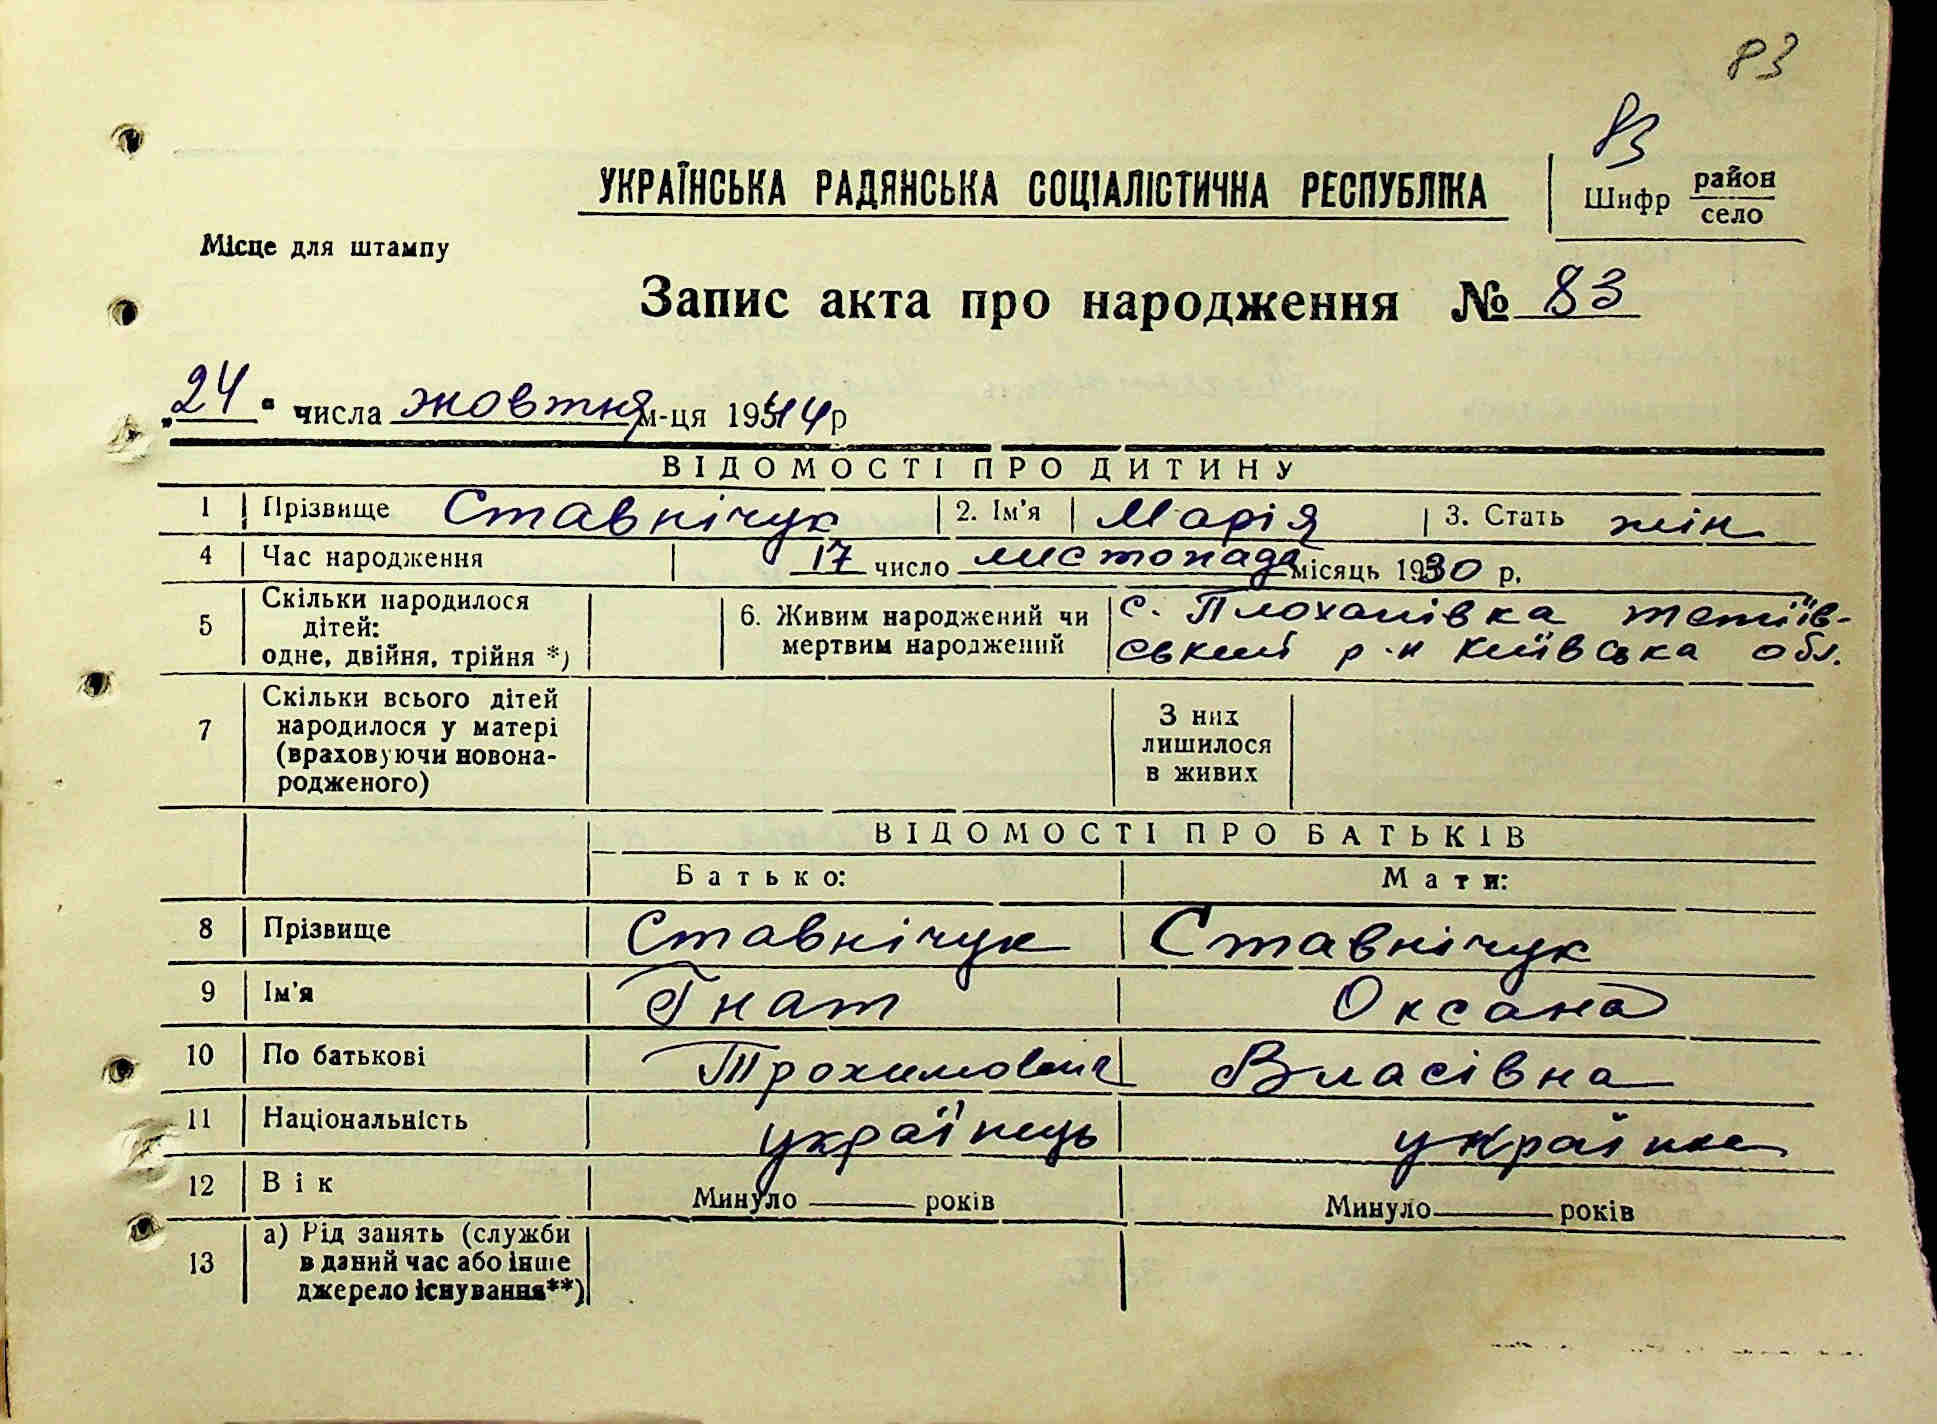 83
83
УКРАЇНСЬКА РАДЯНСЬКА СОЦІАЛІСТИЧНА РЕСПУБЛІКА
Шифр район
село
Місце для штампу
Запис акта про народження № 83
„24" числа жовтня м-ця 1944 р
ВІДОМОСТІ ПРО ДИТИНУ
1 Прізвище Ставнічук 2. Ім'я Марія 3. Стать жін
4 Час народження 17 число листопада місяць 1930 р.
5 Скільки народилося дітей: одне, двійня, трійня *)
6. Живим народжений чи мертвим народжений
с. Плоханівка тетіїв-
ський р-н Київська обл.
7 Скільки всього дітей
народилося у матері
(враховуючи новона-
родженого)
З них
лишилося
в живих
ВІДОМОСТІ ПРО БАТЬКІВ
Батько: Мати:
8 Прізвище Ставнічук Ставнічук
9 Ім'я Гнат Оксана
10 По батькові Трохимович Власівна
11 Національність українець українка
12 Вік Минуло років Минуло років
13 а) Рід занять (служби
в даний час або інше
джерело існування**)